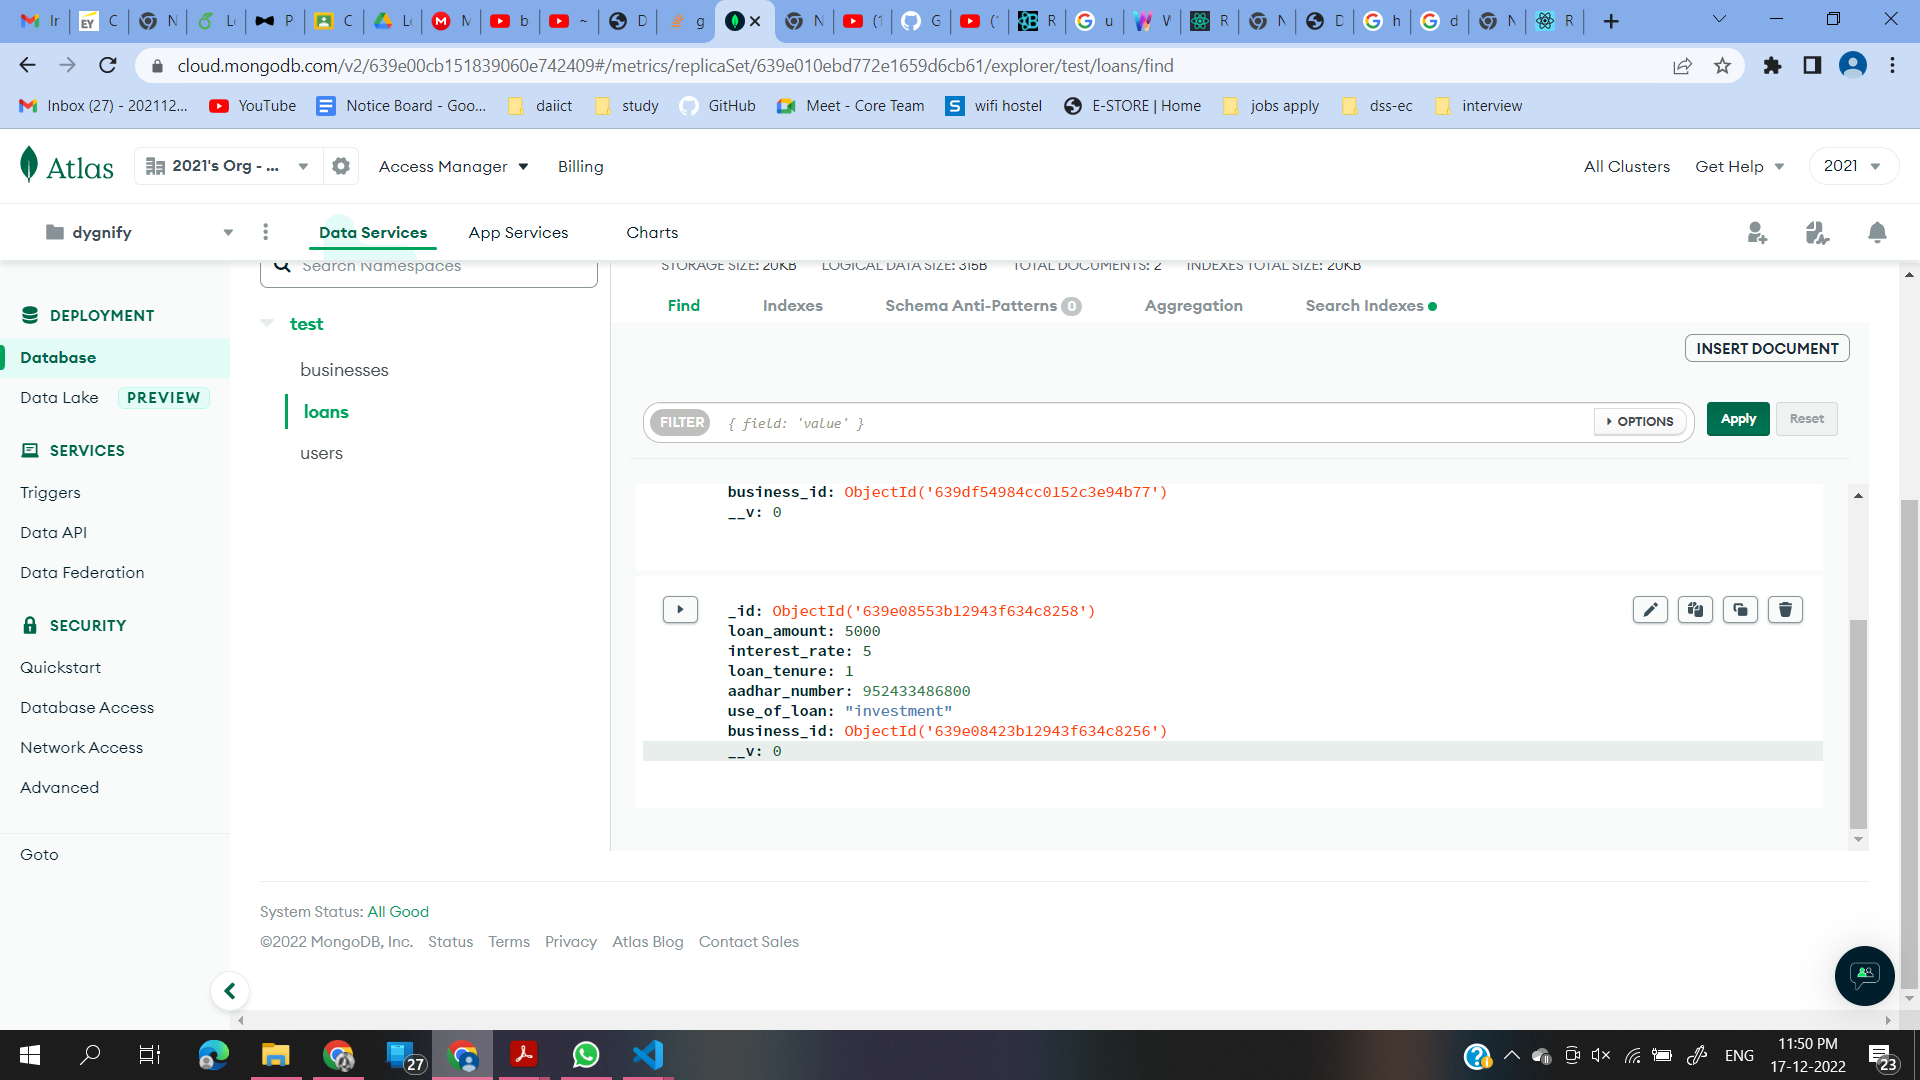 Ir C N L P C L M b ~ D g N (1 G (1 R u W R N D h d N R
cloud.mongodb.com/v2/639e00cb151839060e742409#/metrics/replicaSet/639e010ebd772e1659d6cb61/explorer/test/loans/find
Inbox (27) - 202112... YouTube Notice Board - Goo... daiict study GitHub Meet - Core Team wifi hostel E-STORE | Home jobs apply dss-ec interview
Atlas 2021's Org - ... Access Manager Billing All Clusters Get Help 2021
dygnify Data Services App Services Charts
Search Namespaces STORAGE SIZE: 20KB LOGICAL DATA SIZE: 315B TOTAL DOCUMENTS: 2 INDEXES TOTAL SIZE: 20KB
Find Indexes Schema Anti-Patterns 0 Aggregation Search Indexes
DEPLOYMENT
test
INSERT DOCUMENT
Database
businesses
Data Lake PREVIEW
loans
FILTER { field: 'value' } OPTIONS Apply Reset
SERVICES
users
Triggers
business_id: ObjectId('639df54984cc0152c3e94b77')
__v: 0
Data API
Data Federation
_id: ObjectId('639e08553b12943f634c8258')
SECURITY
loan_amount: 5000
interest_rate: 5
Quickstart
loan_tenure: 1
aadhar_number: 952433486800
Database Access
use_of_loan: "investment"
business_id: ObjectId('639e08423b12943f634c8256')
Network Access
__v: 0
Advanced
Goto
System Status: All Good
©2022 MongoDB, Inc. Status Terms Privacy Atlas Blog Contact Sales
27 ENG 11:50 PM
17-12-2022 23